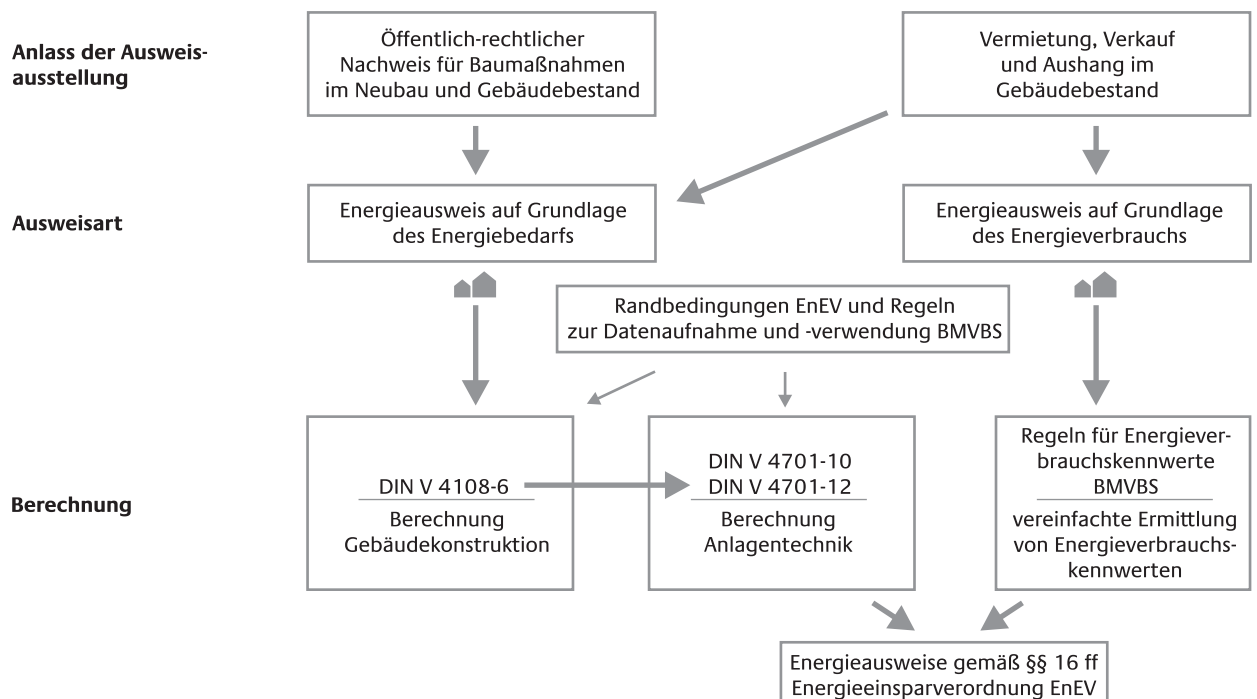 Anlass der Ausweis-
ausstellung
Öffentlich-rechtlicher
Nachweis für Baumaßnahmen
im Neubau und Gebäudebestand
Vermietung, Verkauf
und Aushang im
Gebäudebestand
Ausweisart
Energieausweis auf Grundlage
des Energiebedarfs
Energieausweis auf Grundlage
des Energieverbrauchs
Randbedingungen EnEV und Regeln
zur Datenaufnahme und -verwendung BMVBS
Berechnung
DIN V 4108-6
Berechnung
Gebäudekonstruktion
DIN V 4701-10
DIN V 4701-12
Berechnung
Anlagentechnik
Regeln für Energiever-
brauchskennwerte
BMVBS
vereinfachte Ermittlung
von Energieverbrauchs-
kennwerten
Energieausweise gemäß §§ 16 ff
Energieeinsparverordnung EnEV